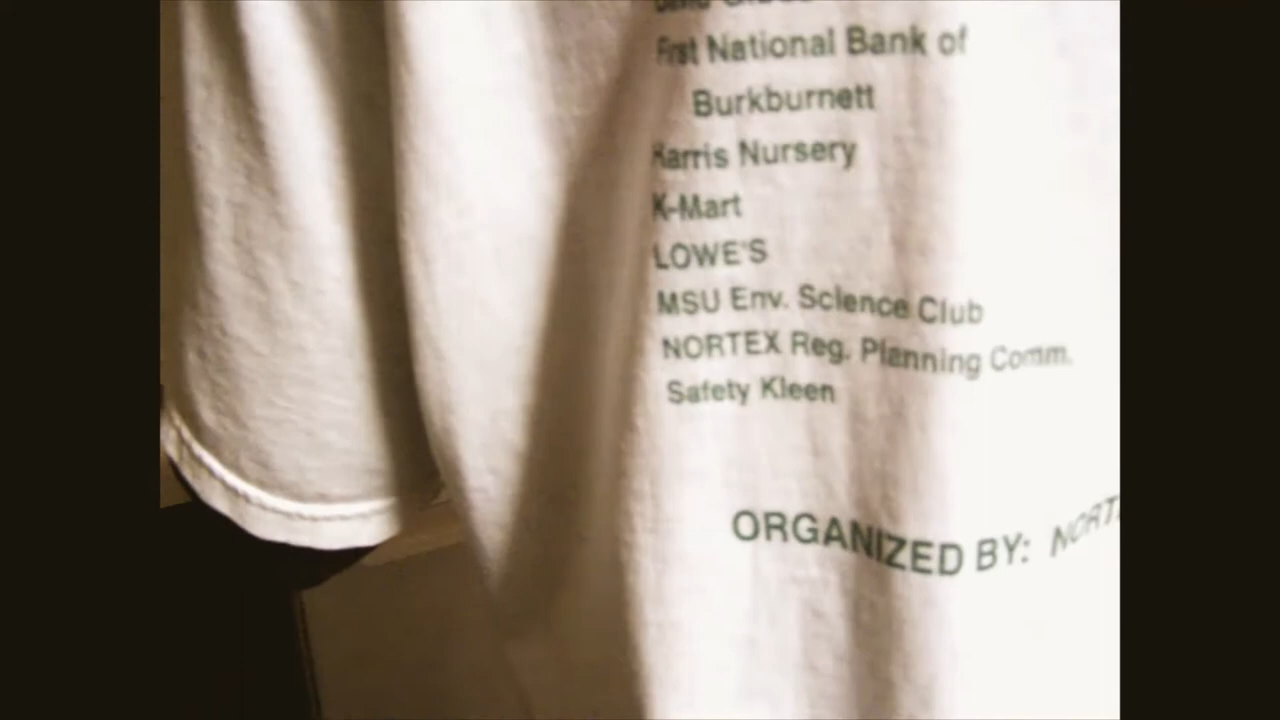 First National Bank of
Burkburnett
Harris Nursery
K-Mart
LOWE'S
MSU Env. Science Club
NORTEX Reg. Planning Comm.
Safety Kleen
ORGANIZED BY: